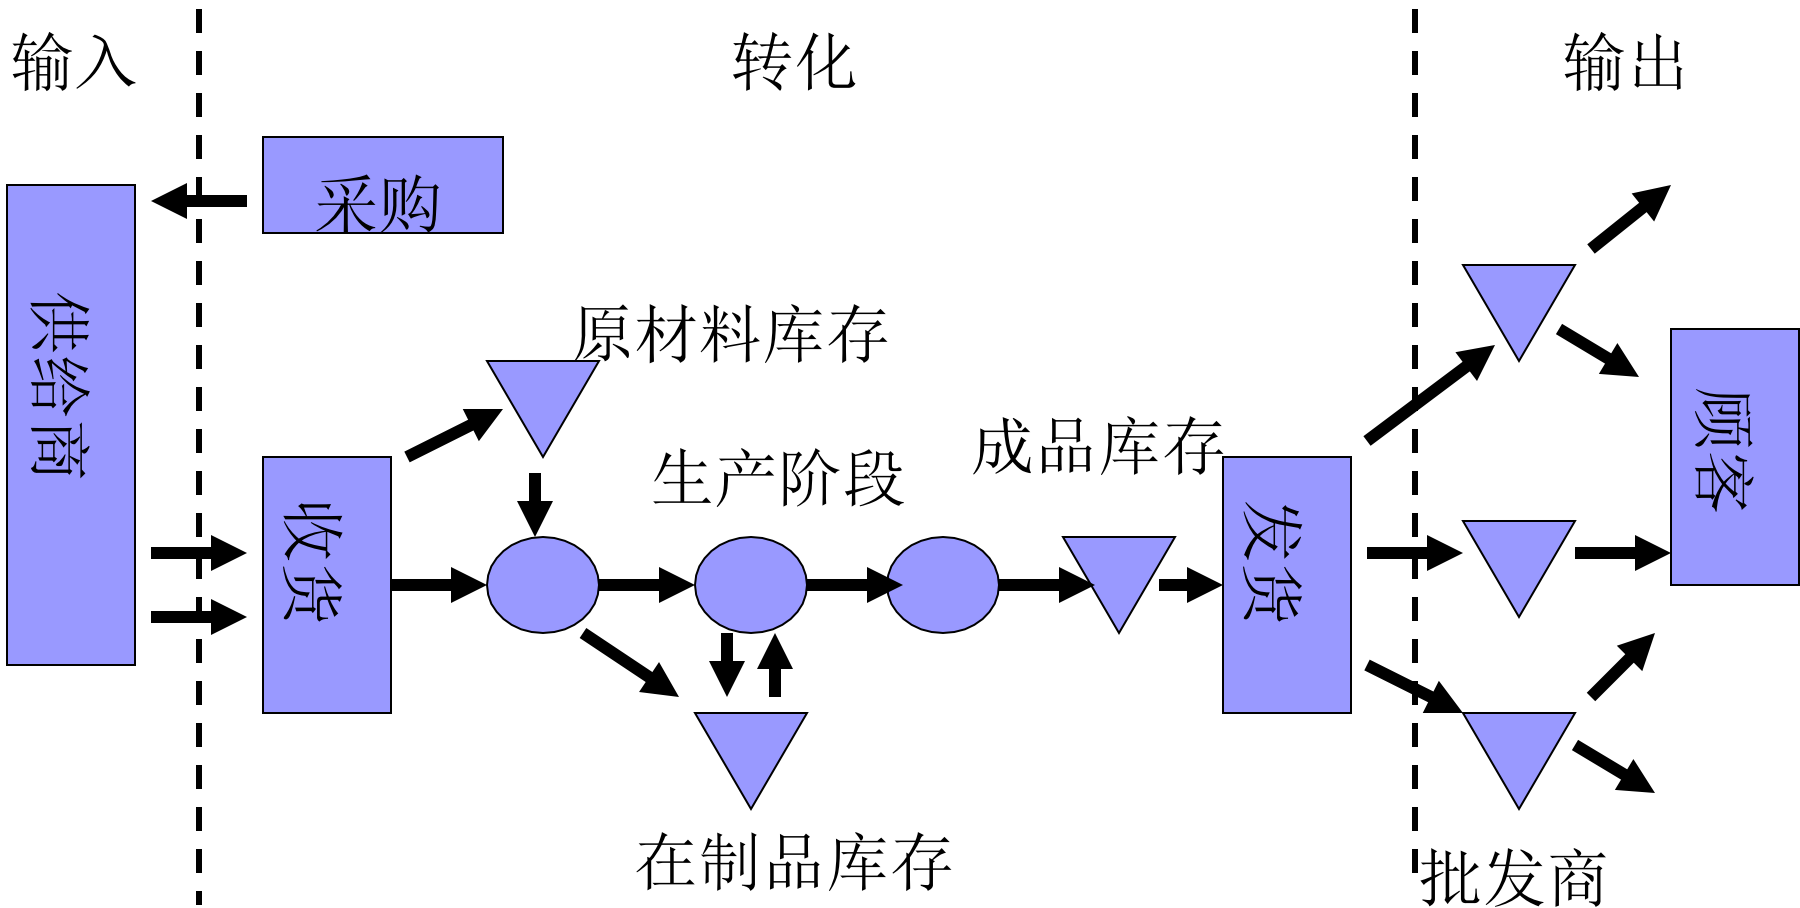 输入
转化
输出
采购
供给商
原材料库存
成品库存
生产阶段
收货
发货
顾客
在制品库存
批发商